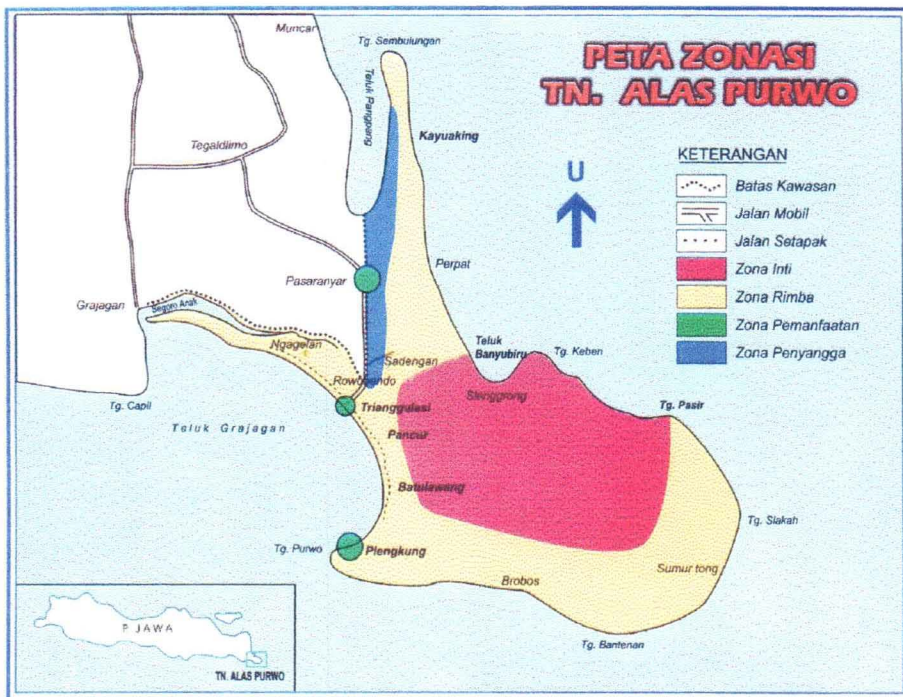 PETA ZONASI
TN. ALAS PURWO
KETERANGAN
Batas Kawasan
Jalan Mobil
Jalan Setapak
Zona Inti
Zona Rimba
Zona Pemanfaatan
Zona Penyangga
U
Muncar
Tg. Sembulungan
Teluk Pangpang
Kayuaking
Tegaldlimo
Perpat
Pasaranyar
Grajagan
Segoro Anak
Ngagelan
Sadengan
Teluk
Banyubiru
Tg. Keben
Slenggrong
Tg. Capil
Trianggulasi
Tg. Pasir
Teluk Grajagan
Pancur
Batulawang
Tg. Slakah
Tg. Purwo
Plengkung
Sumur tong
Brobos
Tg. Bantenan
P. JAWA
TN. ALAS PURWO